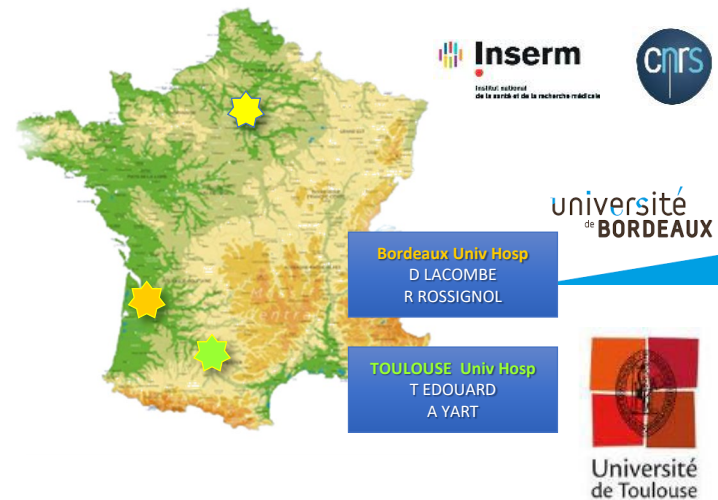 Inserm
Institut national
de la santé et de la recherche médicale
cnrs
université
de BORDEAUX
Bordeaux Univ Hosp
D LACOMBE
R ROSSIGNOL
TOULOUSE Univ Hosp
T EDOUARD
A YART
Université
de Toulouse